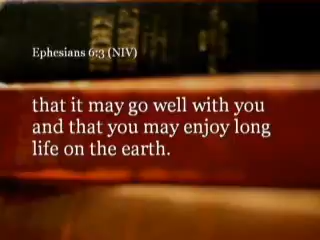 Ephesians 6:3 (NIV)
that it may go well with you
and that you may enjoy long
life on the earth.